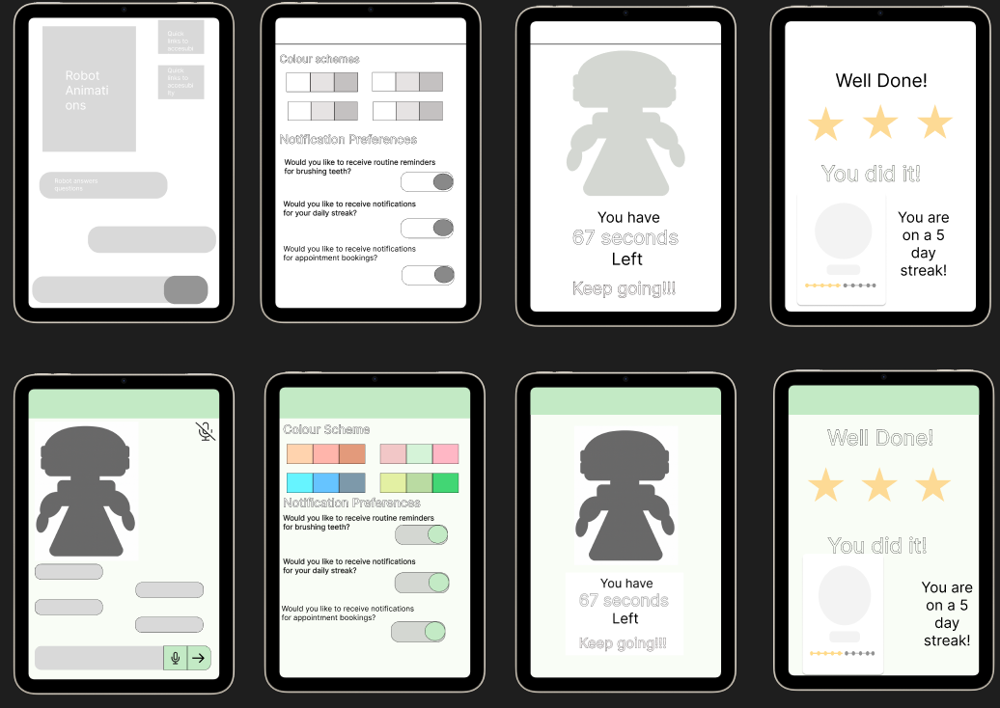 Quick
links to
accessibi
Quick
links to
accessibi
lty.
Robot
Animati
ons
Robot answers
questions
Colour schemes
Notification Preferences
Would you like to receive routine reminders
for brushing teeth?
Would you like to receive notifications
for your daily streak?
Would you like to receive notifications
for appointment bookings?
You have
67 seconds
Left
Keep going!!!
Well Done!
You did it!
You are
on a 5
day
streak!
Colour Scheme
Notification Preferences
Would you like to receive routine reminders
for brushing teeth?
Would you like to receive notifications
for your daily streak?
Would you like to receive notifications
for appointment bookings?
You have
67 seconds
Left
Keep going!!!
Well Done!
You did it!
You are
on a 5
day
streak!